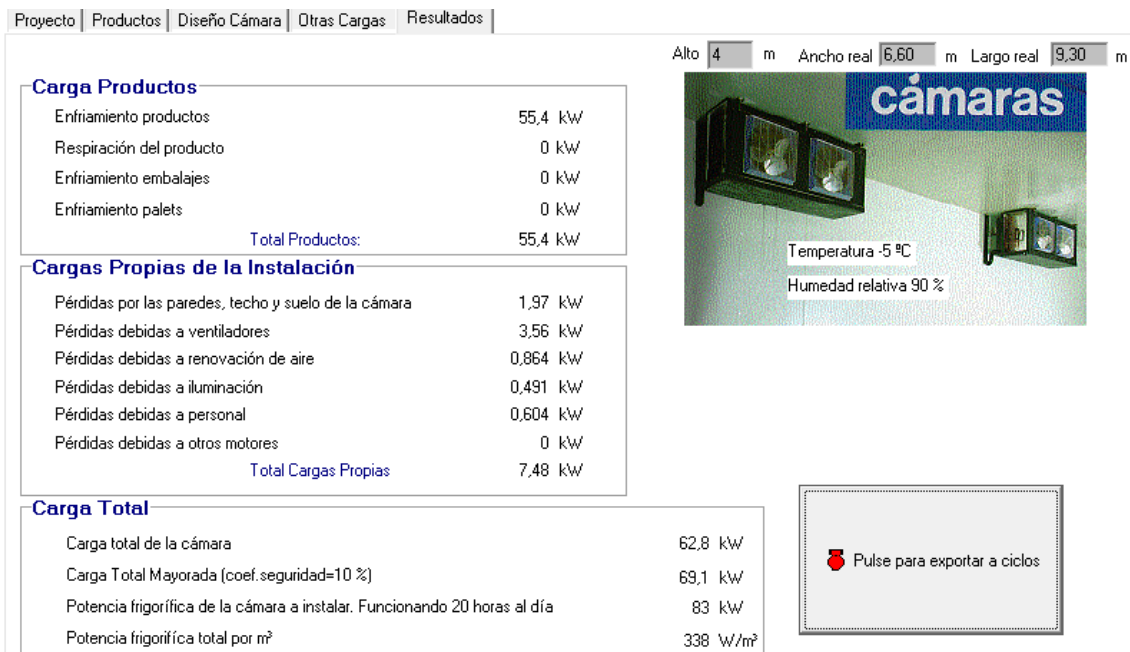 Proyecto Productos Diseño Cámara Otras Cargas Resultados
Alto 4 m Ancho real 6,60 m Largo real 9,30 m
Carga Productos
Enfriamiento productos 55,4 kW
Respiración del producto 0 kW
Enfriamiento embalajes 0 kW
Enfriamiento palets 0 kW
Total Productos: 55,4 kW
cámaras
Temperatura -5 ºC
Humedad relativa 90 %
Cargas Propias de la Instalación
Pérdidas por las paredes, techo y suelo de la cámara 1,97 kW
Pérdidas debidas a ventiladores 3,56 kW
Pérdidas debidas a renovación de aire 0,864 kW
Pérdidas debidas a iluminación 0,491 kW
Pérdidas debidas a personal 0,604 kW
Pérdidas debidas a otros motores 0 kW
Total Cargas Propias 7,48 kW
Carga Total
Carga total de la cámara 62,8 kW
Carga Total Mayorada (coef.seguridad=10 %) 69,1 kW
Potencia frigorífica de la cámara a instalar. Funcionando 20 horas al día 83 kW
Potencia frigorifíca total por m³ 338 W/m³
Pulse para exportar a ciclos